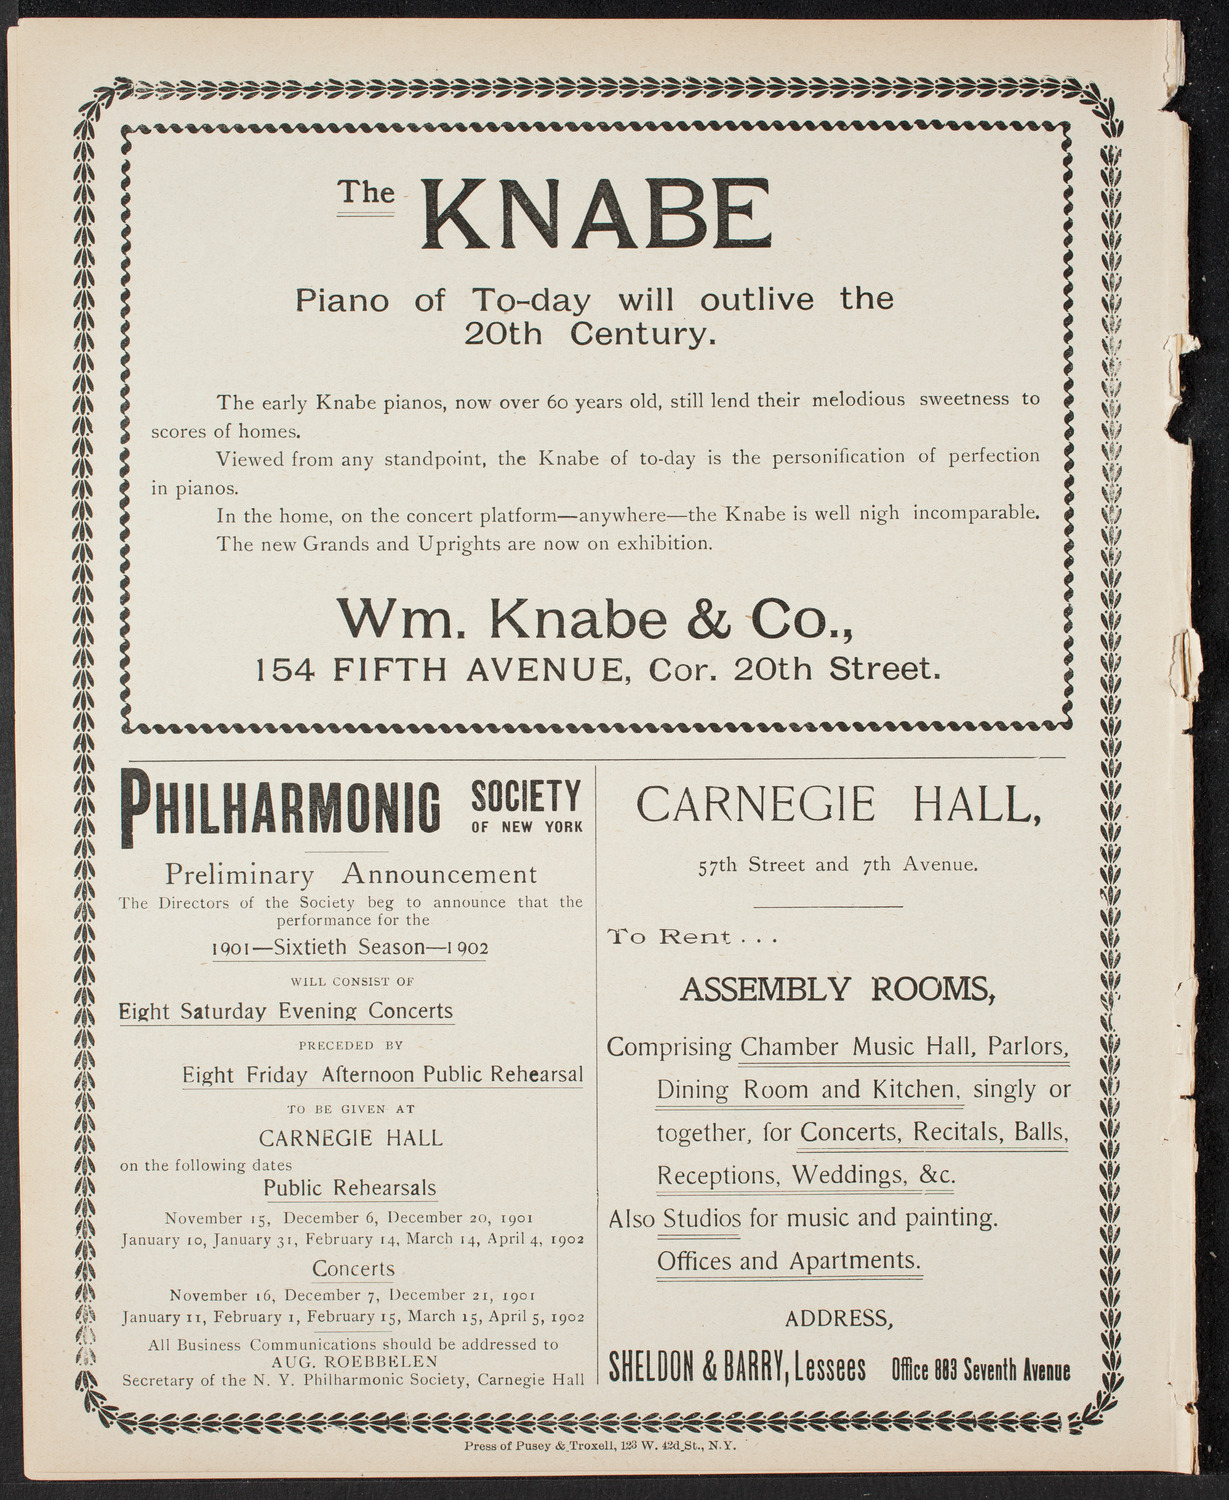 The KNABE
Piano of To-day will outlive the
20th Century.
The early Knabe pianos, now over 60 years old, still lend their melodious sweetness to
scores of homes.
Viewed from any standpoint, the Knabe of to-day is the personification of perfection
in pianos.
In the home, on the concert platform—anywhere—the Knabe is well nigh incomparable.
The new Grands and Uprights are now on exhibition.
Wm. Knabe & Co.,
154 FIFTH AVENUE, Cor. 20th Street.
PHILHARMONIC SOCIETY
OF NEW YORK
Preliminary Announcement
The Directors of the Society beg to announce that the
performance for the
1901—Sixtieth Season—1902
WILL CONSIST OF
Eight Saturday Evening Concerts
PRECEDED BY
Eight Friday Afternoon Public Rehearsal
TO BE GIVEN AT
CARNEGIE HALL
on the following dates
Public Rehearsals
November 15, December 6, December 20, 1901
January 10, January 31, February 14, March 14, April 4, 1902
Concerts
November 16, December 7, December 21, 1901
January 11, February 1, February 15, March 15, April 5, 1902
All Business Communications should be addressed to
AUG. ROEBBELEN
Secretary of the N. Y. Philharmonic Society, Carnegie Hall
CARNEGIE HALL,
57th Street and 7th Avenue.
To Rent . . .
ASSEMBLY ROOMS,
Comprising Chamber Music Hall, Parlors,
Dining Room and Kitchen, singly or
together, for Concerts, Recitals, Balls,
Receptions, Weddings, &c.
Also Studios for music and painting.
Offices and Apartments.
ADDRESS,
SHELDON & BARRY, Lessees Office 883 Seventh Avenue
Press of Pusey & Troxell, 123 W. 42d St., N.Y.